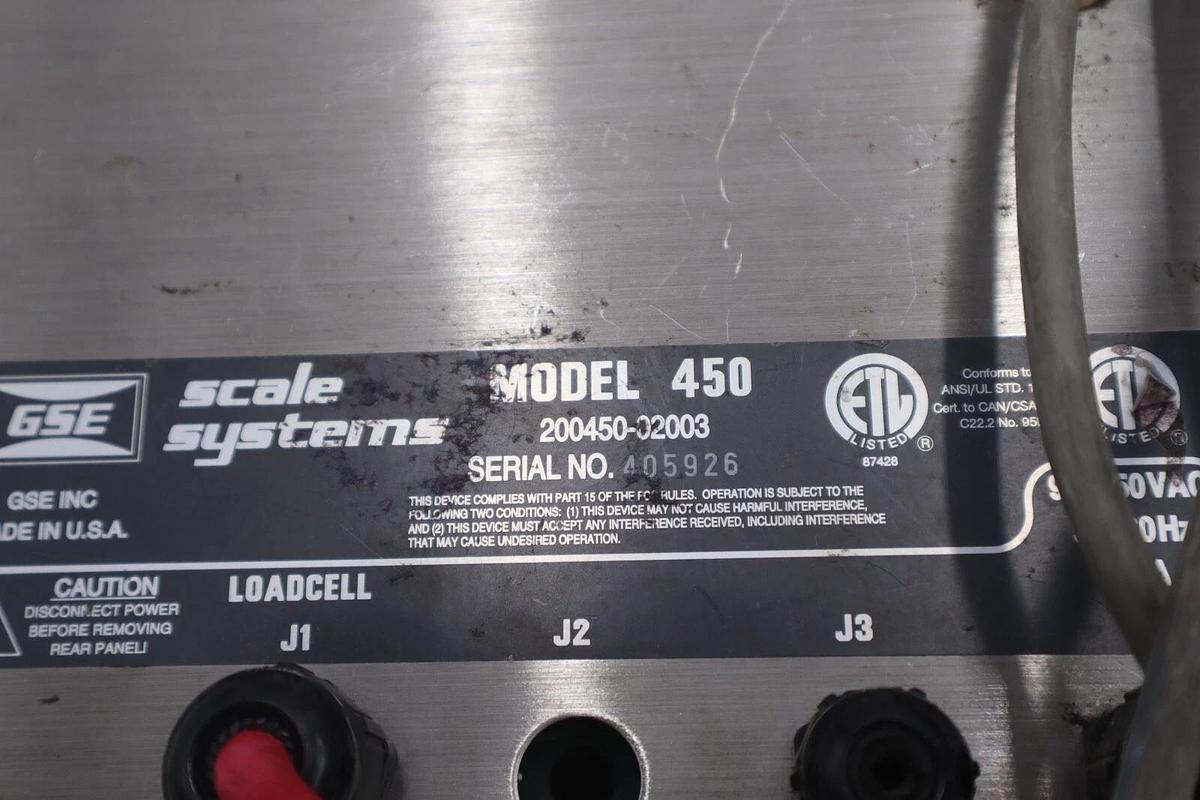 GSE
scale
systems
MODEL 450
200450-02003
SERIAL NO. 405926
THIS DEVICE COMPLIES WITH PART 15 OF THE FCC RULES. OPERATION IS SUBJECT TO THE
FOLLOWING TWO CONDITIONS: (1) THIS DEVICE MAY NOT CAUSE HARMFUL INTERFERENCE,
AND (2) THIS DEVICE MUST ACCEPT ANY INTERFERENCE RECEIVED, INCLUDING INTERFERENCE
THAT MAY CAUSE UNDESIRED OPERATION.
GSE INC
MADE IN U.S.A.
ETL
LISTED ®
87428
Conforms to
ANSI/UL STD.
Cert. to CAN/CSA
C22.2 No.
ETL
LISTED
CAUTION
DISCONNECT POWER
BEFORE REMOVING
REAR PANEL!
LOADCELL
J1
J2
J3